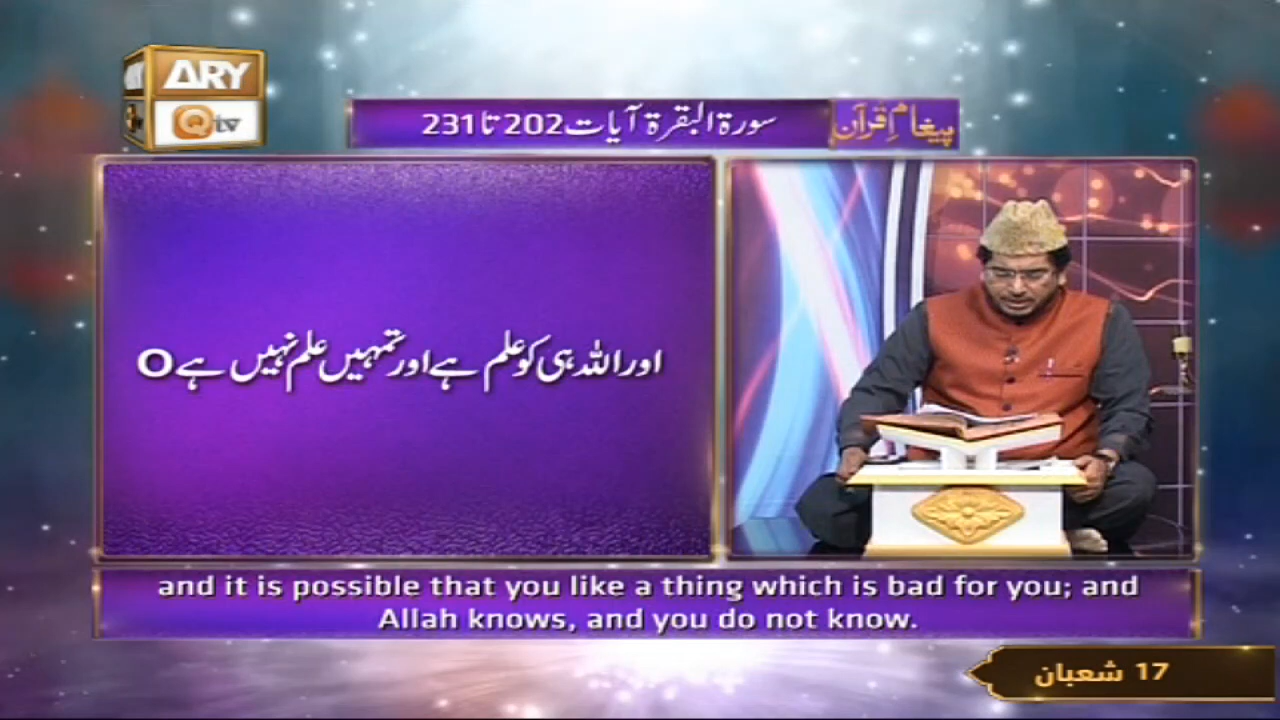 ARY
Qtv
پیغامِ قرآن
سورة البقرة آیات 202 تا 231
اور اللہ ہی کو علم ہے اور تمہیں علم نہیں ہے O
and it is possible that you like a thing which is bad for you; and
Allah knows, and you do not know.
17 شعبان